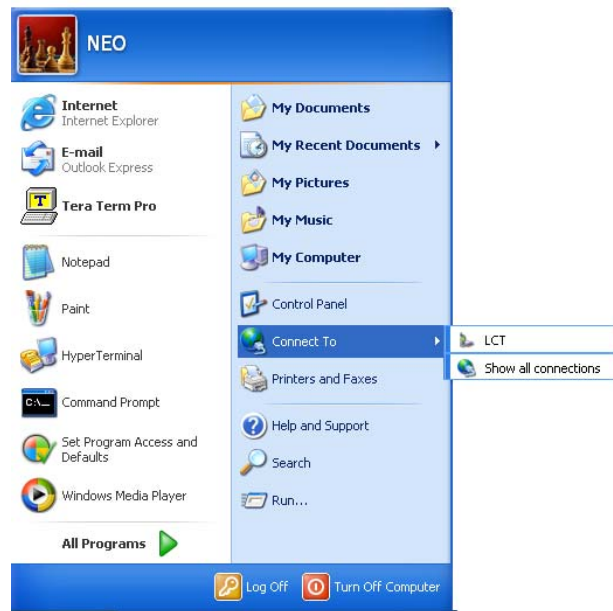 NEO
Internet
Internet Explorer
E-mail
Outlook Express
Tera Term Pro
Notepad
Paint
HyperTerminal
C:\_
Command Prompt
Set Program Access and
Defaults
Windows Media Player
All Programs
My Documents
My Recent Documents
My Pictures
My Music
My Computer
Control Panel
Connect To
Printers and Faxes
Help and Support
Search
Run...
LCT
Show all connections
Log Off
Turn Off Computer